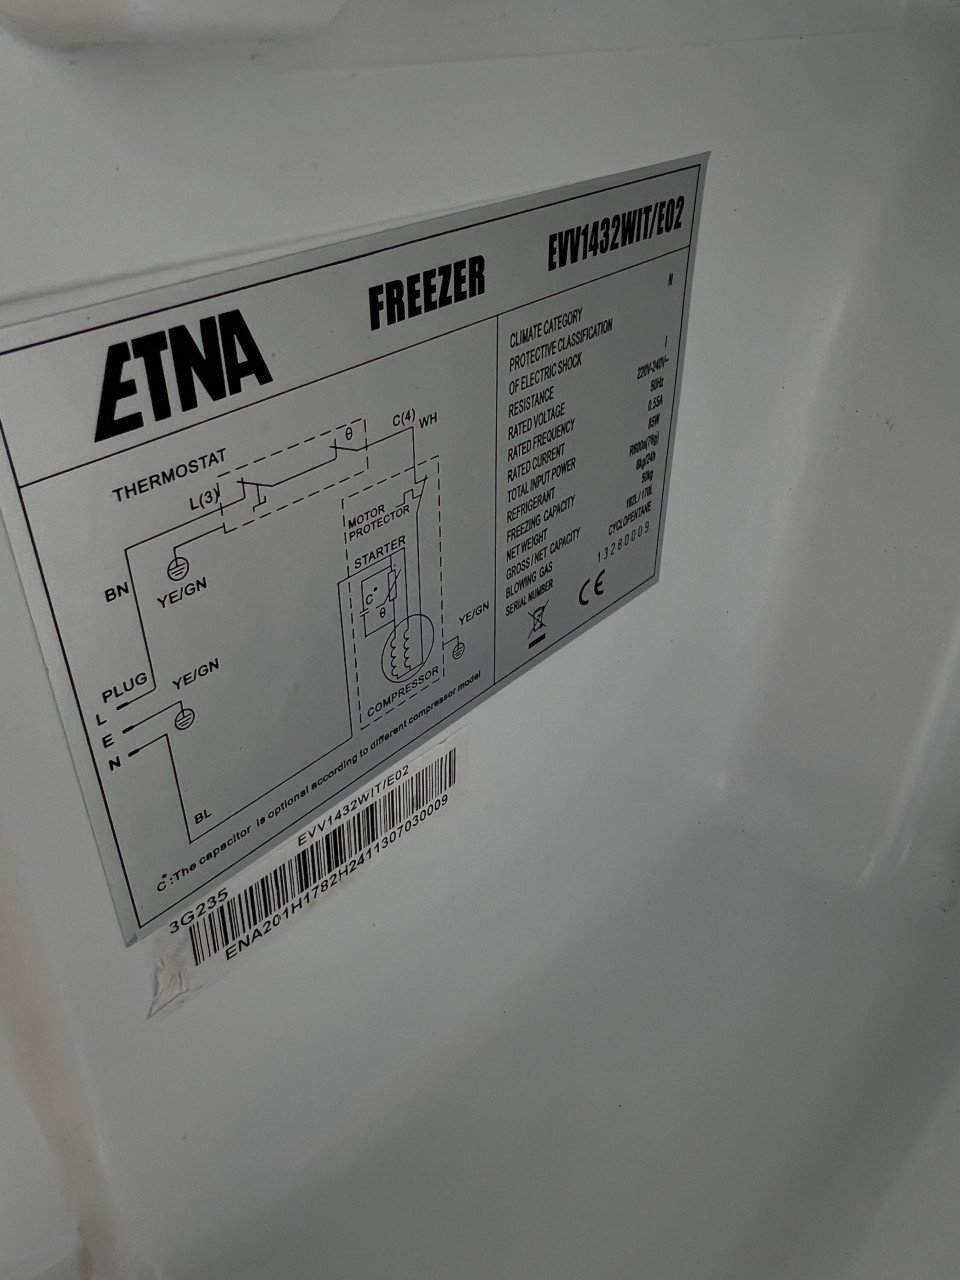 ETNA FREEZER EVV1432WIT/E02
THERMOSTAT
θ
C(4)
WH
L(3)
MOTOR
PROTECTOR
STARTER
C*
θ
BN
YE/GN
YE/GN
COMPRESSOR
PLUG
YE/GN
L
E
N
BL
C*:The capacitor is optional according to different compressor model
CLIMATE CATEGORY N
PROTECTIVE CLASSIFICATION
OF ELECTRIC SHOCK I
RESISTANCE
RATED VOLTAGE 220V-240V~
RATED FREQUENCY 50Hz
RATED CURRENT 0.55A
TOTAL INPUT POWER
REFRIGERANT
FREEZING CAPACITY
NET WEIGHT 50kg
GROSS/NET CAPACITY 182L/170L
BLOWING GAS CYCLOPENTANE
SERIAL NUMBER 13280009
CE
3G235 EVV1432WIT/E02
ENA201H1782H2411307030009